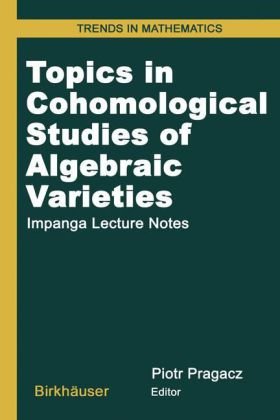 TRENDS IN MATHEMATICS
Topics in
Cohomological
Studies of
Algebraic
Varieties
Impanga Lecture Notes
Piotr Pragacz
Birkhäuser
Editor